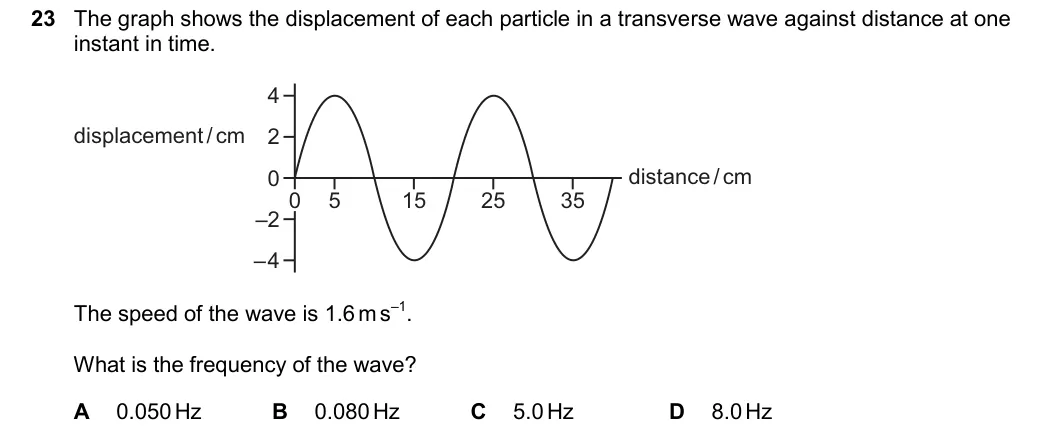 23 The graph shows the displacement of each particle in a transverse wave against distance at one
instant in time.
4
displacement / cm 2
0 distance / cm
0 5 15 25 35
–2
–4
The speed of the wave is 1.6 m s⁻¹.
What is the frequency of the wave?
A 0.050 Hz B 0.080 Hz C 5.0 Hz D 8.0 Hz